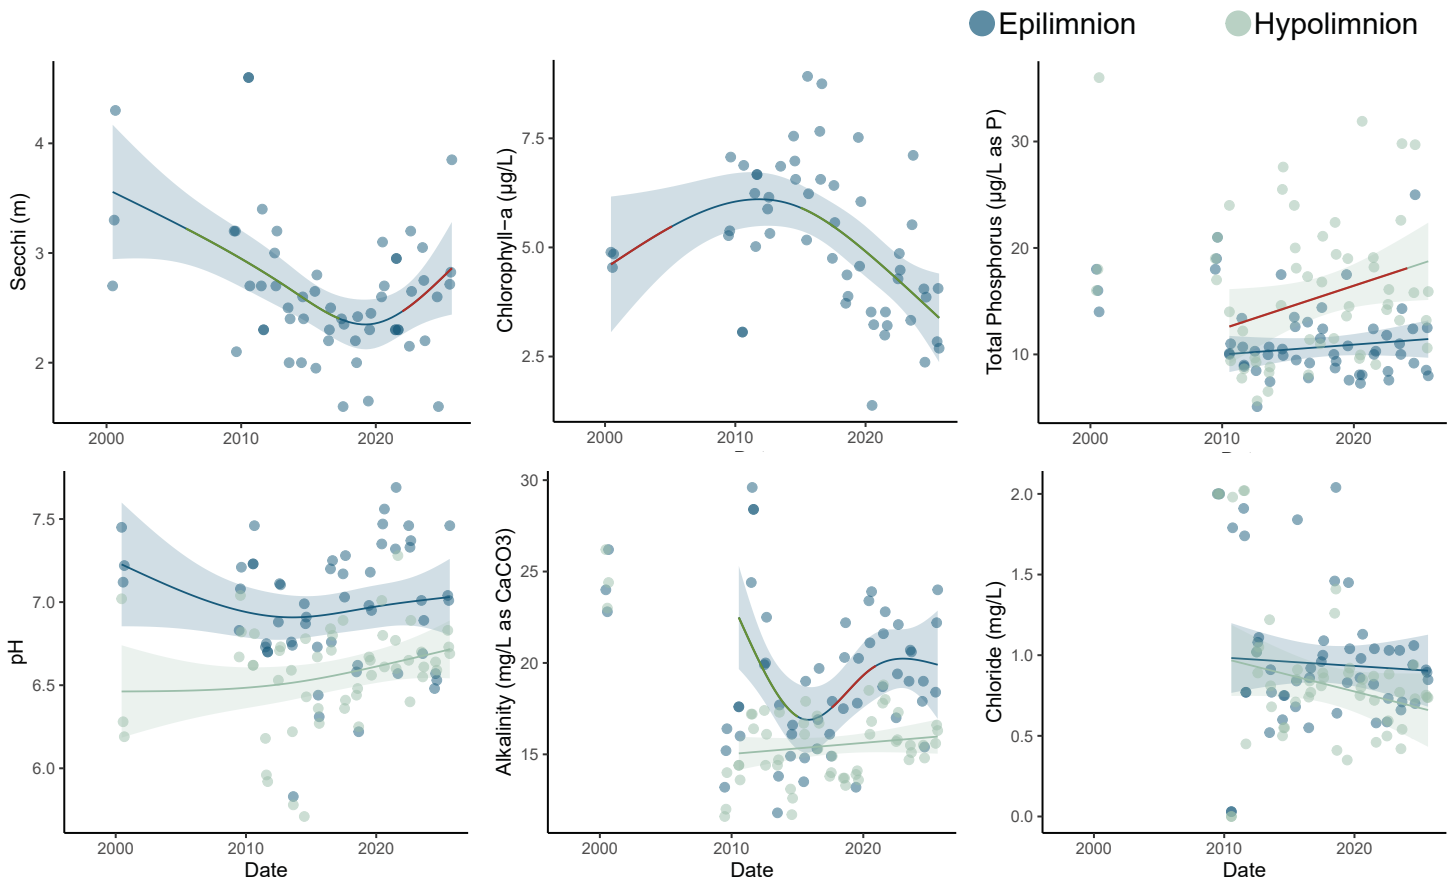 Epilimnion Hypolimnion
Secchi (m)
4
3
2
2000 2010 2020
Chlorophyll−a (µg/L)
7.5
5.0
2.5
2000 2010 2020
Total Phosphorus (µg/L as P)
30
20
10
2000 2010 2020
pH
7.5
7.0
6.5
6.0
2000 2010 2020
Date
Alkalinity (mg/L as CaCO3)
30
25
20
15
2000 2010 2020
Date
Chloride (mg/L)
2.0
1.5
1.0
0.5
0.0
2000 2010 2020
Date